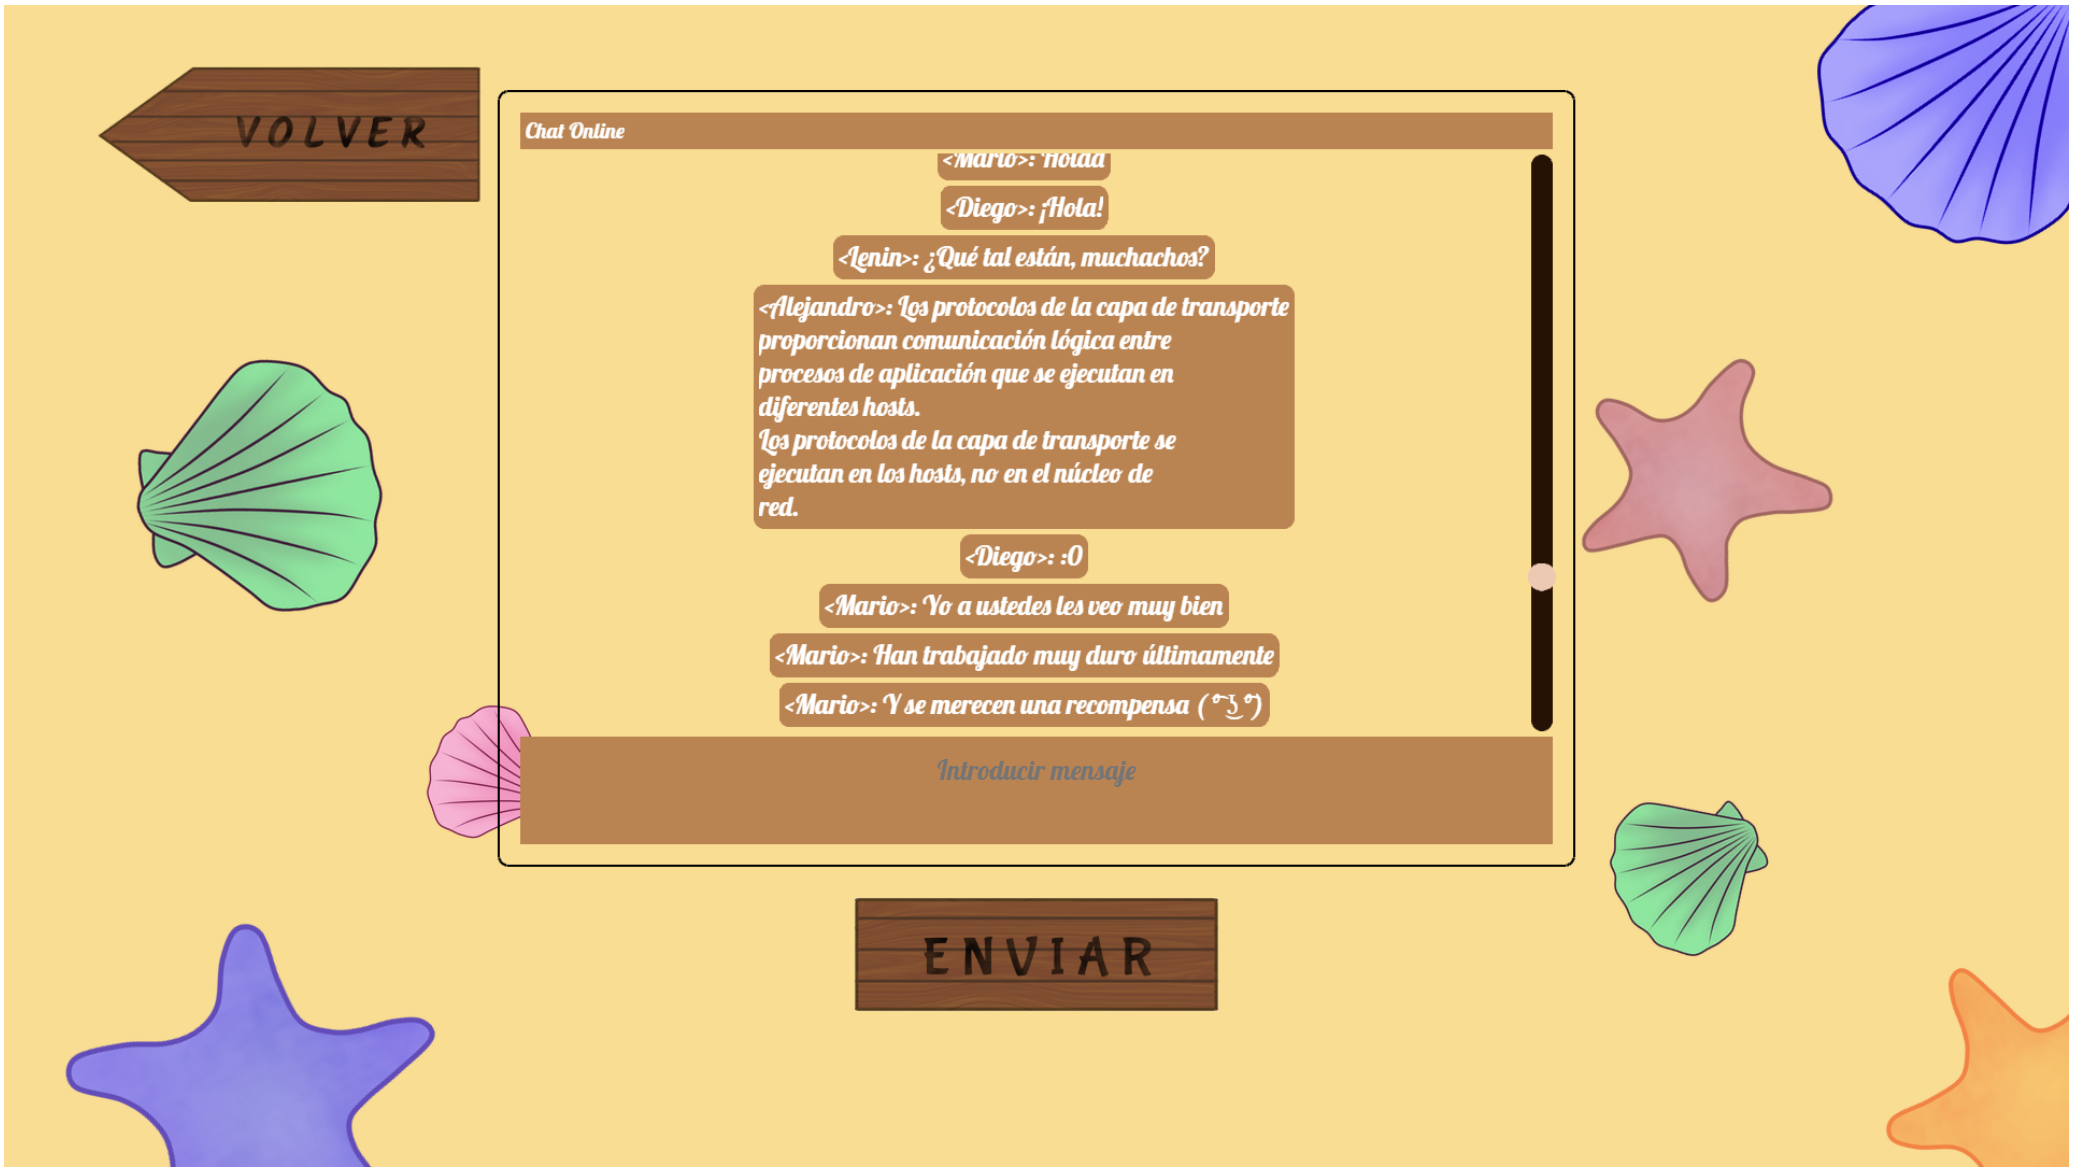 VOLVER
Chat Online
<Mario>: Holaa
<Diego>: ¡Hola!
<Lenin>: ¿Qué tal están, muchachos?
<Alejandro>: Los protocolos de la capa de transporte
proporcionan comunicación lógica entre
procesos de aplicación que se ejecutan en
diferentes hosts.
Los protocolos de la capa de transporte se
ejecutan en los hosts, no en el núcleo de
red.
<Diego>: :O
<Mario>: Yo a ustedes les veo muy bien
<Mario>: Han trabajado muy duro últimamente
<Mario>: Y se merecen una recompensa ( ͡° ͜ʖ ͡°)
Introducir mensaje
ENVIAR